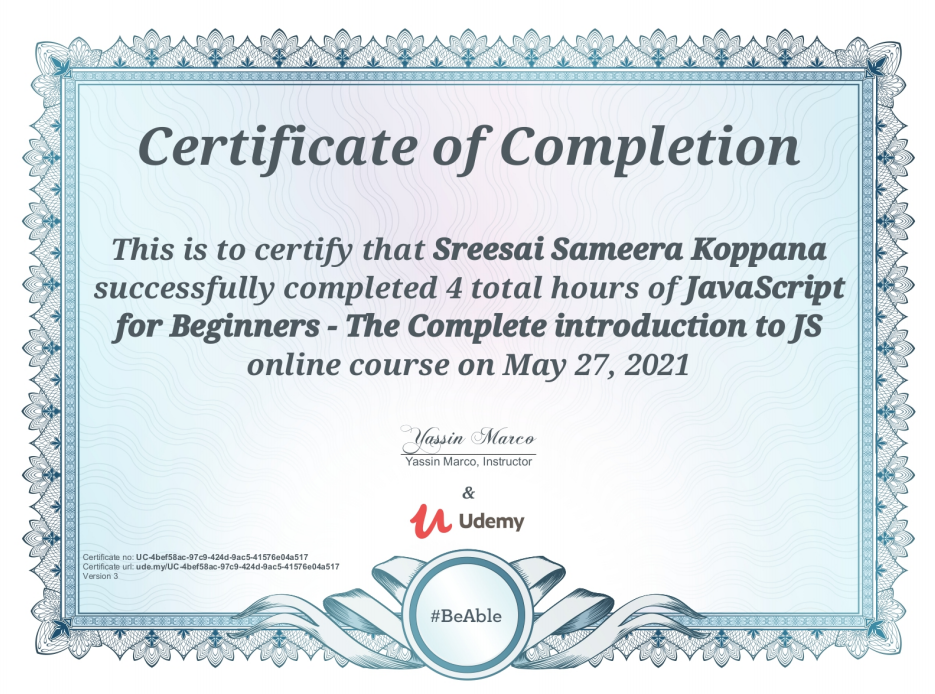 Certificate of Completion
This is to certify that Sreesai Sameera Koppana
successfully completed 4 total hours of JavaScript
for Beginners - The Complete introduction to JS
online course on May 27, 2021
Yassin Marco
Yassin Marco, Instructor
&
Udemy
Certificate no: UC-4bef58ac-97c9-424d-9ac5-41576e04a517
Certificate url: ude.my/UC-4bef58ac-97c9-424d-9ac5-41576e04a517
Version 3
#BeAble